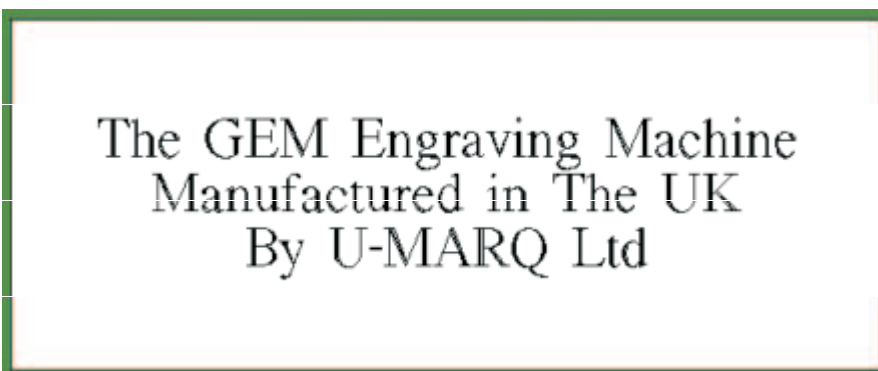 The GEM Engraving Machine
Manufactured in The UK
By U-MARQ Ltd